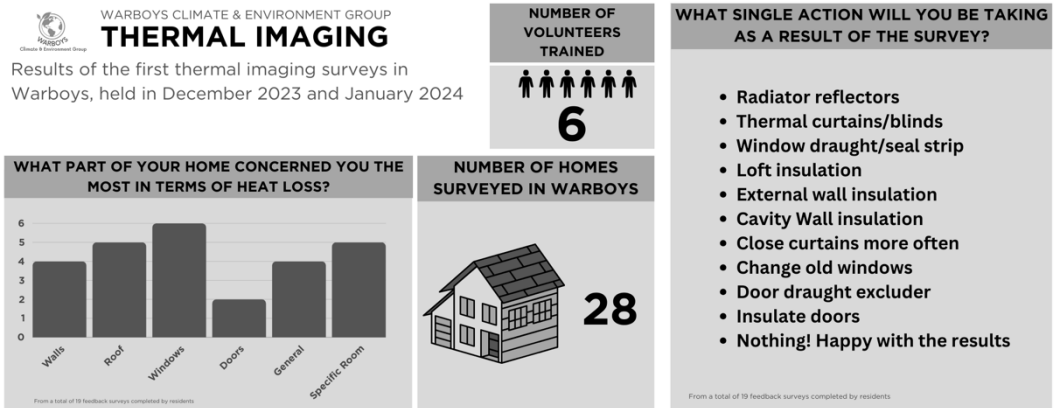 WARBOYS
Climate & Environment Group
WARBOYS CLIMATE & ENVIRONMENT GROUP
THERMAL IMAGING
Results of the first thermal imaging surveys in
Warboys, held in December 2023 and January 2024
NUMBER OF
VOLUNTEERS
TRAINED
6
WHAT PART OF YOUR HOME CONCERNED YOU THE
MOST IN TERMS OF HEAT LOSS?
6
5
4
3
2
1
0
Walls
Roof
Windows
Doors
General
Specific Room
From a total of 19 feedback surveys completed by residents
NUMBER OF HOMES
SURVEYED IN WARBOYS
28
WHAT SINGLE ACTION WILL YOU BE TAKING
AS A RESULT OF THE SURVEY?
• Radiator reflectors
• Thermal curtains/blinds
• Window draught/seal strip
• Loft insulation
• External wall insulation
• Cavity Wall insulation
• Close curtains more often
• Change old windows
• Door draught excluder
• Insulate doors
• Nothing! Happy with the results
From a total of 19 feedback surveys completed by residents